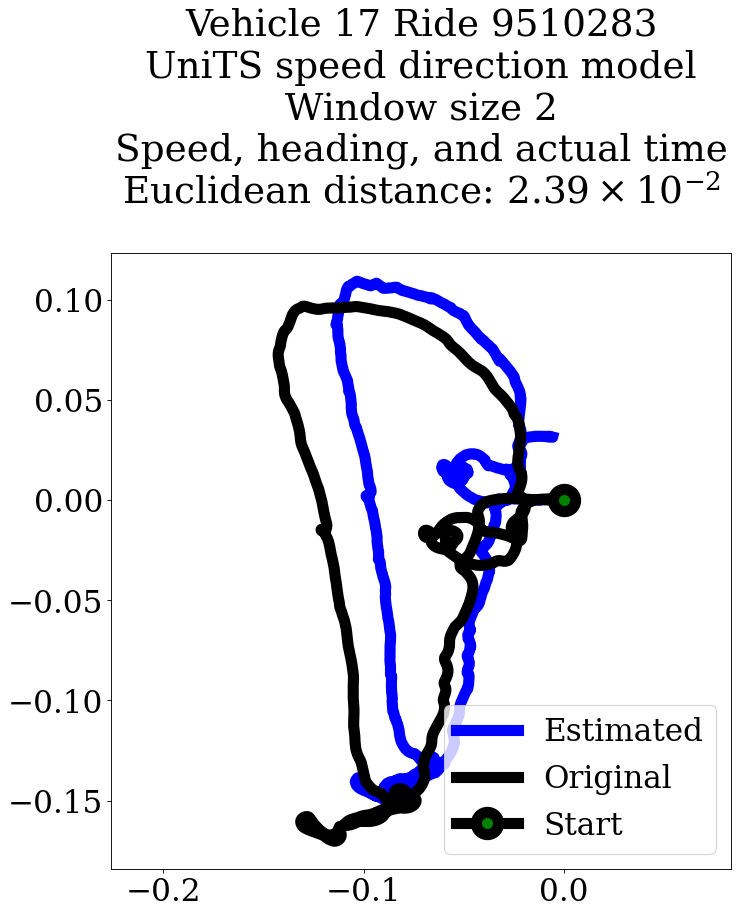 Vehicle 17 Ride 9510283
UniTS speed direction model
Window size 2
Speed, heading, and actual time
Euclidean distance: 2.39 × 10⁻²
0.10
0.05
0.00
−0.05
−0.10
−0.15
Estimated
Original
Start
−0.2
−0.1
0.0